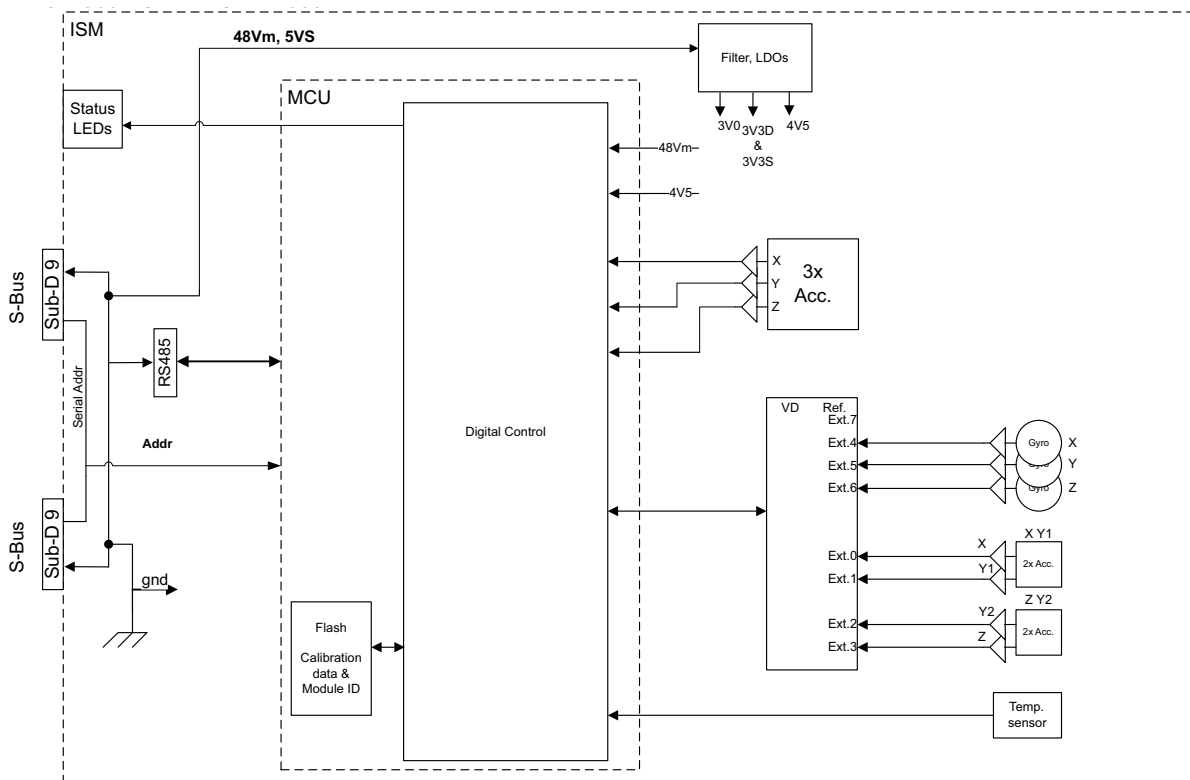 ISM
48Vm, 5VS
Filter, LDOs
3V0
3V3D
&
3V3S
4V5
Status
LEDs
MCU
48Vm
4V5
X
Y
Z
3x
Acc.
S-Bus
Sub-D 9
RS485
Serial Addr
Addr
Digital Control
VD
Ref.
Ext.7
Ext.4
Ext.5
Ext.6
Gyro
X
Gyro
Y
Gyro
Z
S-Bus
Sub-D 9
gnd
Ext.0
Ext.1
X
Y1
X Y1
2x Acc.
Ext.2
Ext.3
Y2
Z
Z Y2
2x Acc.
Flash
Calibration
data &
Module ID
Temp.
sensor